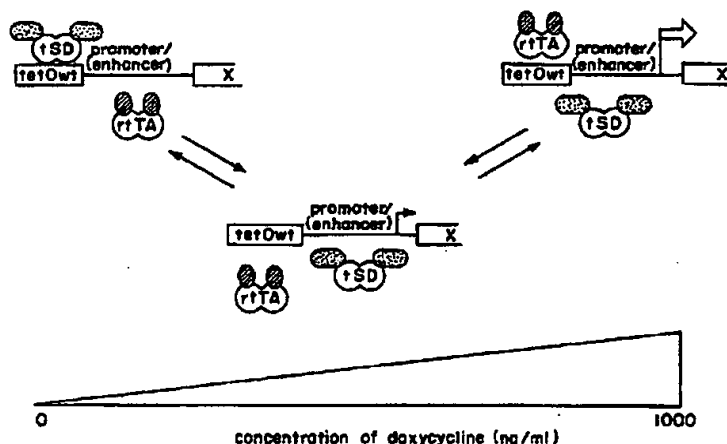 tSD
promoter/
(enhancer)
tetOwt
X
rtTA
rtTA
promoter/
(enhancer)
tetOwt
X
tSD
promoter/
(enhancer)
tetOwt
X
rtTA
tSD
0
1000
concentration of doxycycline (ng/ml)